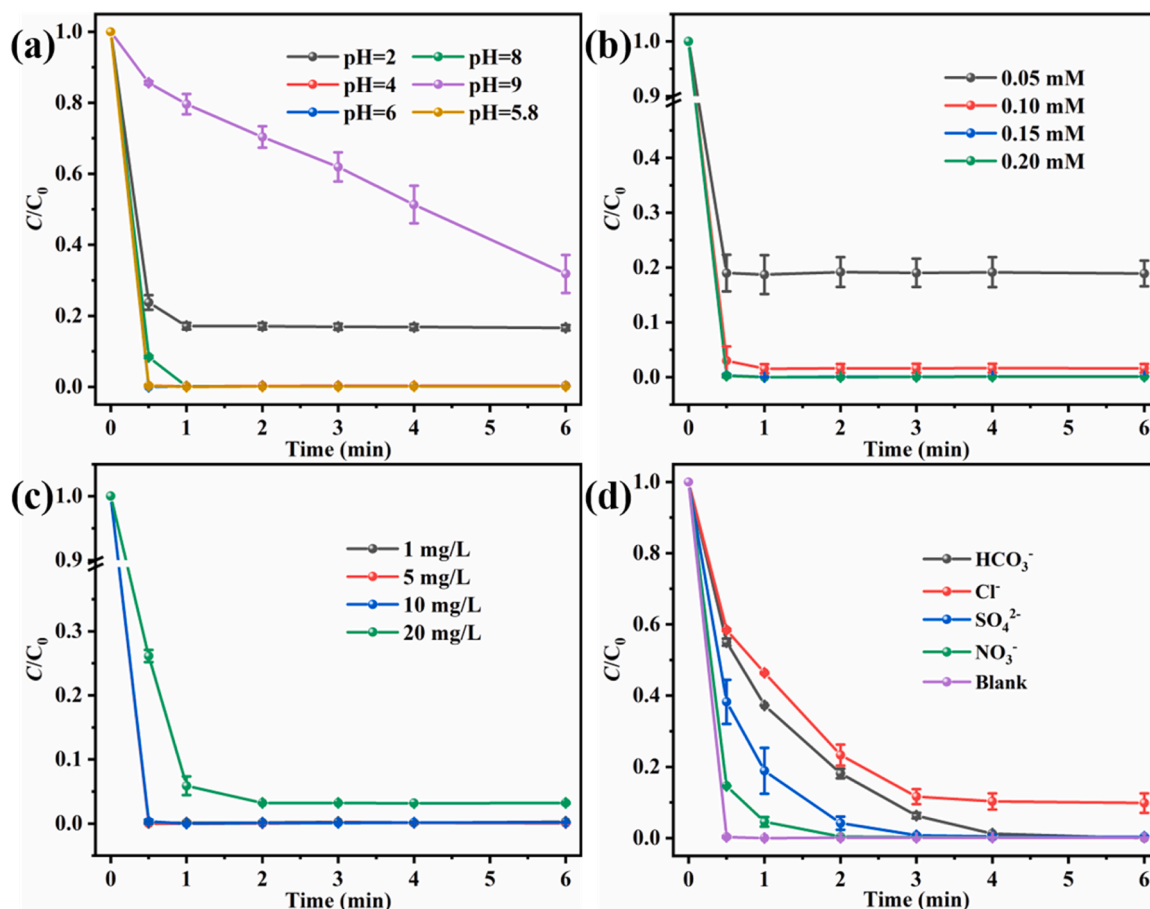 (a)
1.0
0.8
0.6
0.4
0.2
0.0
C/C₀
pH=2
pH=4
pH=6
pH=8
pH=9
pH=5.8
0 1 2 3 4 5 6
Time (min)
(b)
1.0
0.9
0.4
0.3
0.2
0.1
0.0
C/C₀
0.05 mM
0.10 mM
0.15 mM
0.20 mM
0 1 2 3 4 5 6
Time (min)
(c)
1.0
0.9
0.3
0.2
0.1
0.0
C/C₀
1 mg/L
5 mg/L
10 mg/L
20 mg/L
0 1 2 3 4 5 6
Time (min)
(d)
1.0
0.8
0.6
0.4
0.2
0.0
C/C₀
HCO₃⁻
Cl⁻
SO₄²⁻
NO₃⁻
Blank
0 1 2 3 4 5 6
Time (min)